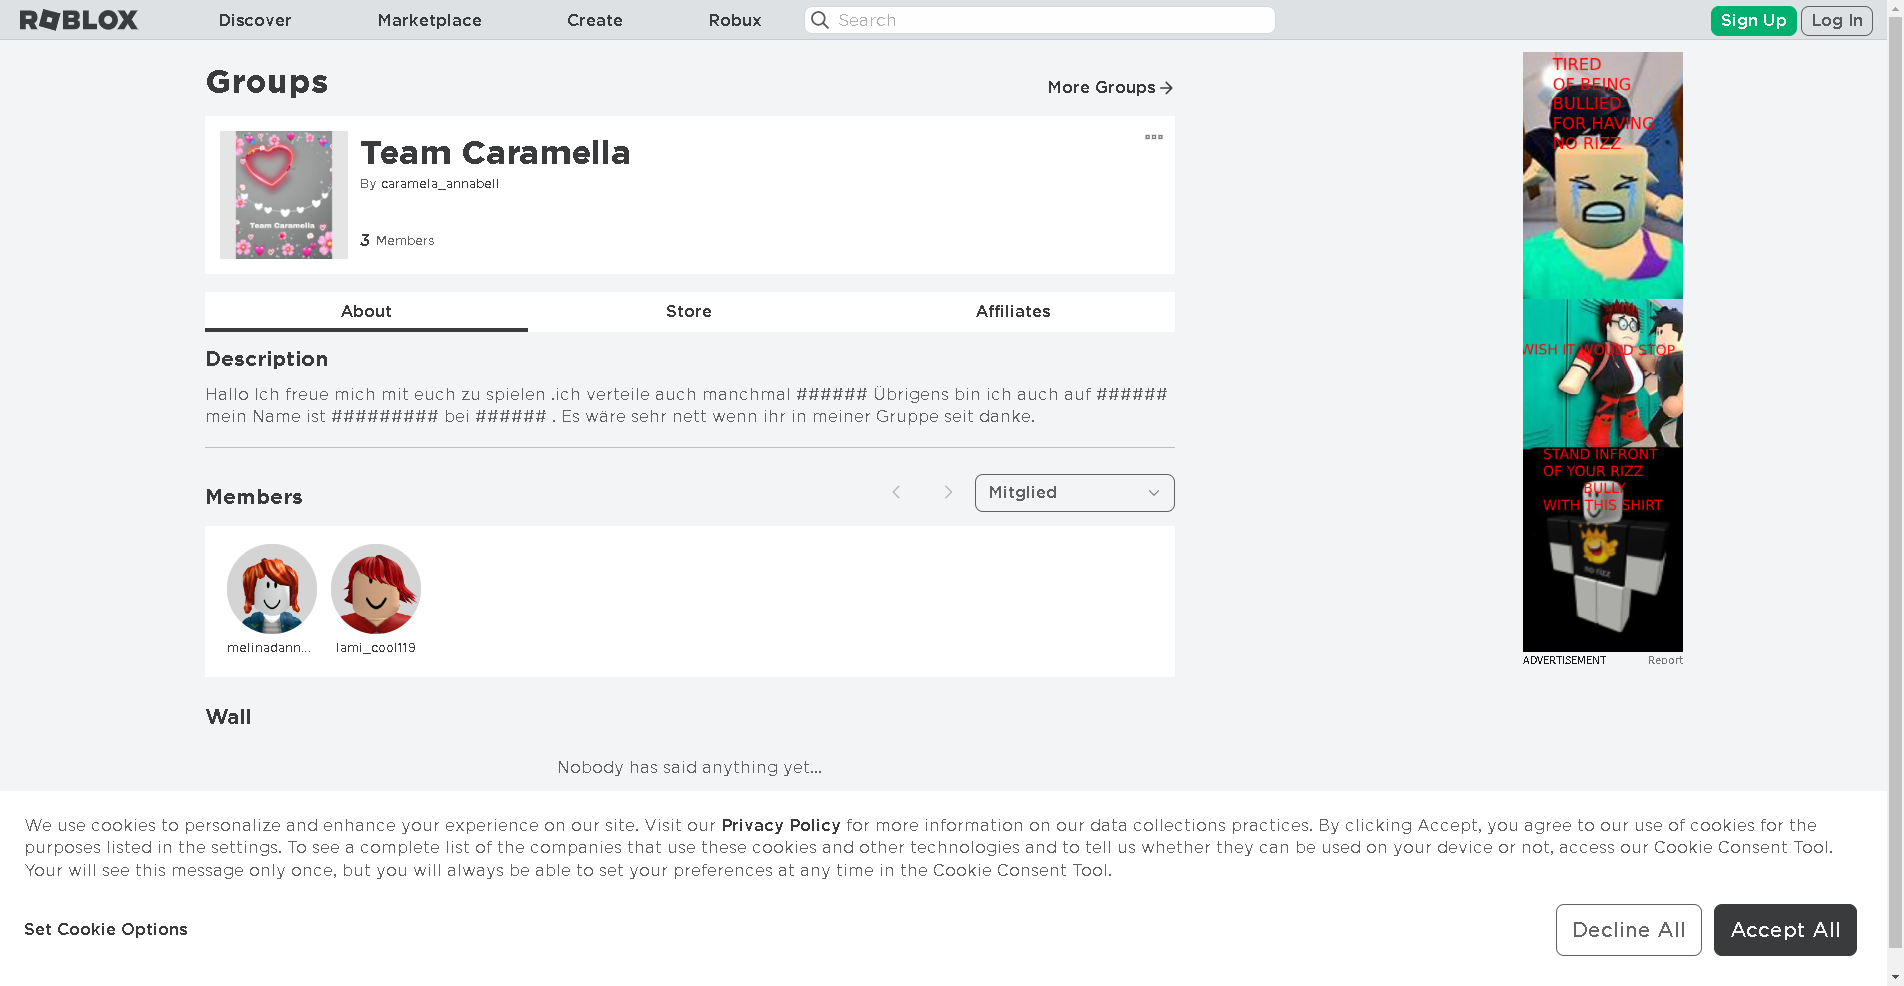 ROBLOX Discover Marketplace Create Robux Search Sign Up Log In
Groups
More Groups
Team Caramella
Team Caramella
By caramela_annabell
3 Members
About Store Affiliates
Description
Hallo Ich freue mich mit euch zu spielen .ich verteile auch manchmal ###### Übrigens bin ich auch auf ######
mein Name ist ######### bei ###### . Es wäre sehr nett wenn ihr in meiner Gruppe seit danke.
Members
Mitglied
melinadann... lami_cool119
Wall
Nobody has said anything yet...
TIRED
OF BEING
BULLIED
FOR HAVING
NO RIZZ
WISH IT WOULD STOP
STAND INFRONT
OF YOUR RIZZ
BULLY
WITH THIS SHIRT
NO RIZZ
ADVERTISEMENT Report
We use cookies to personalize and enhance your experience on our site. Visit our Privacy Policy for more information on our data collections practices. By clicking Accept, you agree to our use of cookies for the
purposes listed in the settings. To see a complete list of the companies that use these cookies and other technologies and to tell us whether they can be used on your device or not, access our Cookie Consent Tool.
Your will see this message only once, but you will always be able to set your preferences at any time in the Cookie Consent Tool.
Set Cookie Options
Decline All Accept All